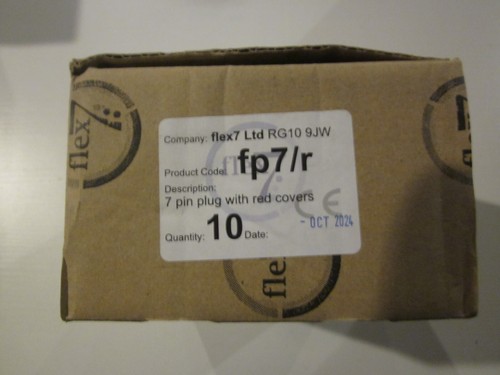 flex7
Company: flex7 Ltd RG10 9JW
Product Code: fp7/r
Description:
7 pin plug with red covers
Quantity: 10 Date: - OCT 2024
CE
fle